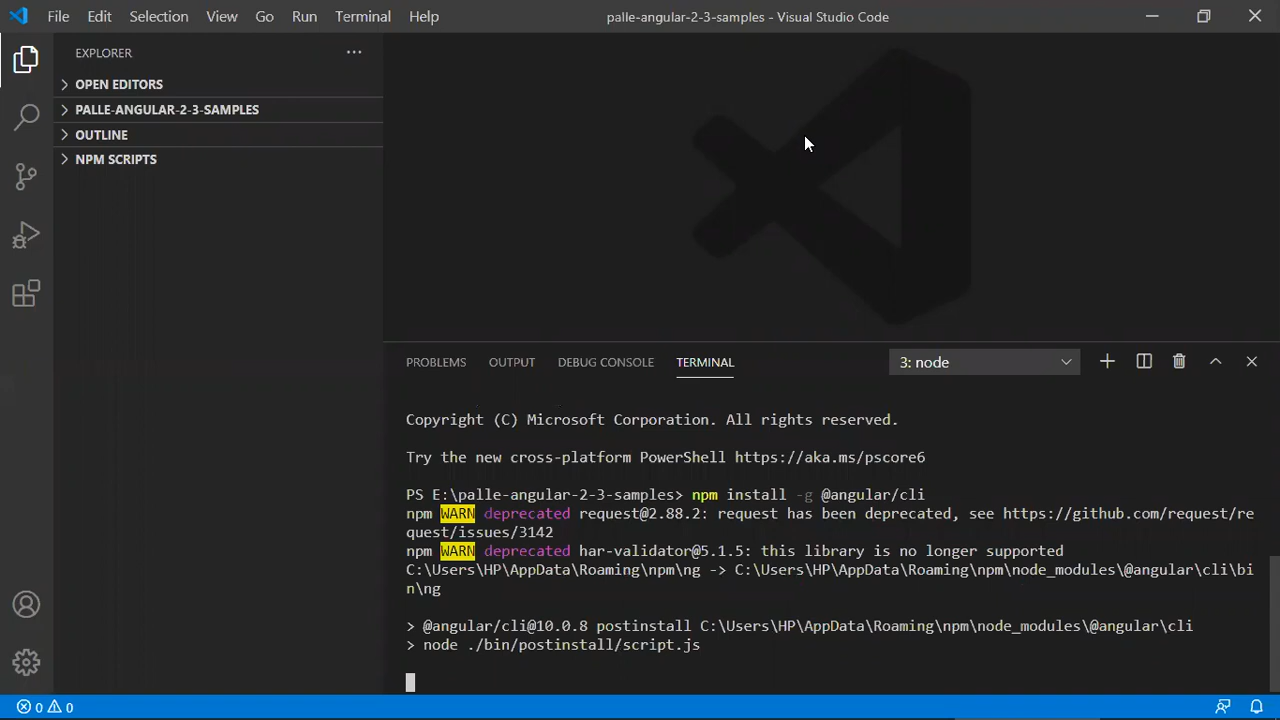 File Edit Selection View Go Run Terminal Help palle-angular-2-3-samples - Visual Studio Code
EXPLORER
OPEN EDITORS
PALLE-ANGULAR-2-3-SAMPLES
OUTLINE
NPM SCRIPTS
PROBLEMS OUTPUT DEBUG CONSOLE TERMINAL 3: node
Copyright (C) Microsoft Corporation. All rights reserved.
Try the new cross-platform PowerShell https://aka.ms/pscore6
PS E:\palle-angular-2-3-samples> npm install -g @angular/cli
npm WARN deprecated request@2.88.2: request has been deprecated, see https://github.com/request/re
quest/issues/3142
npm WARN deprecated har-validator@5.1.5: this library is no longer supported
C:\Users\HP\AppData\Roaming\npm\ng -> C:\Users\HP\AppData\Roaming\npm\node_modules\@angular\cli\bi
n\ng
> @angular/cli@10.0.8 postinstall C:\Users\HP\AppData\Roaming\npm\node_modules\@angular\cli
> node ./bin/postinstall/script.js
0 0